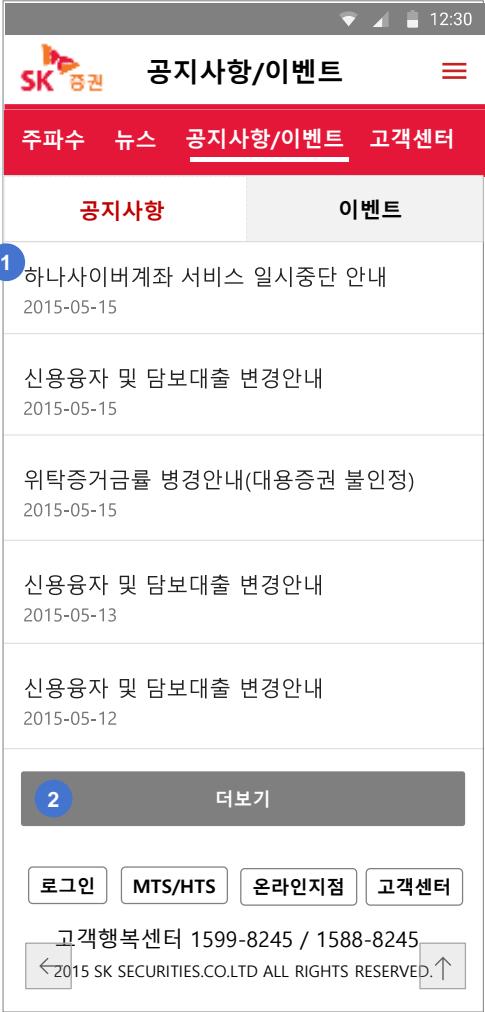 12:30
SK증권 공지사항/이벤트
주파수 뉴스 공지사항/이벤트 고객센터
공지사항 이벤트
1
하나사이버계좌 서비스 일시중단 안내
2015-05-15
신용융자 및 담보대출 변경안내
2015-05-15
위탁증거금률 병경안내(대용증권 불인정)
2015-05-15
신용융자 및 담보대출 변경안내
2015-05-13
신용융자 및 담보대출 변경안내
2015-05-12
2 더보기
로그인 MTS/HTS 온라인지점 고객센터
고객행복센터 1599-8245 / 1588-8245
2015 SK SECURITIES.CO.LTD ALL RIGHTS RESERVED.